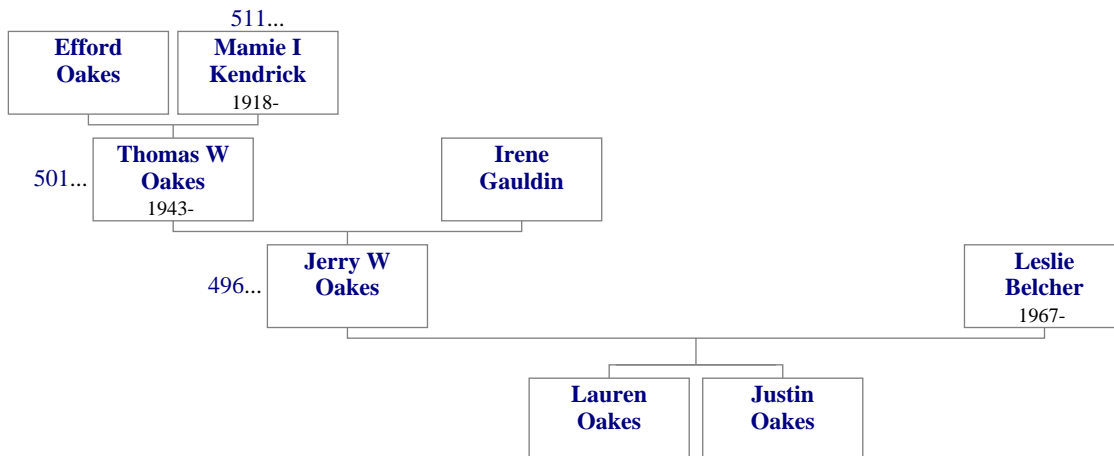 511...
Efford
Oakes
Mamie I
Kendrick
1918-
501...
Thomas W
Oakes
1943-
Irene
Gauldin
496...
Jerry W
Oakes
Leslie
Belcher
1967-
Lauren
Oakes
Justin
Oakes